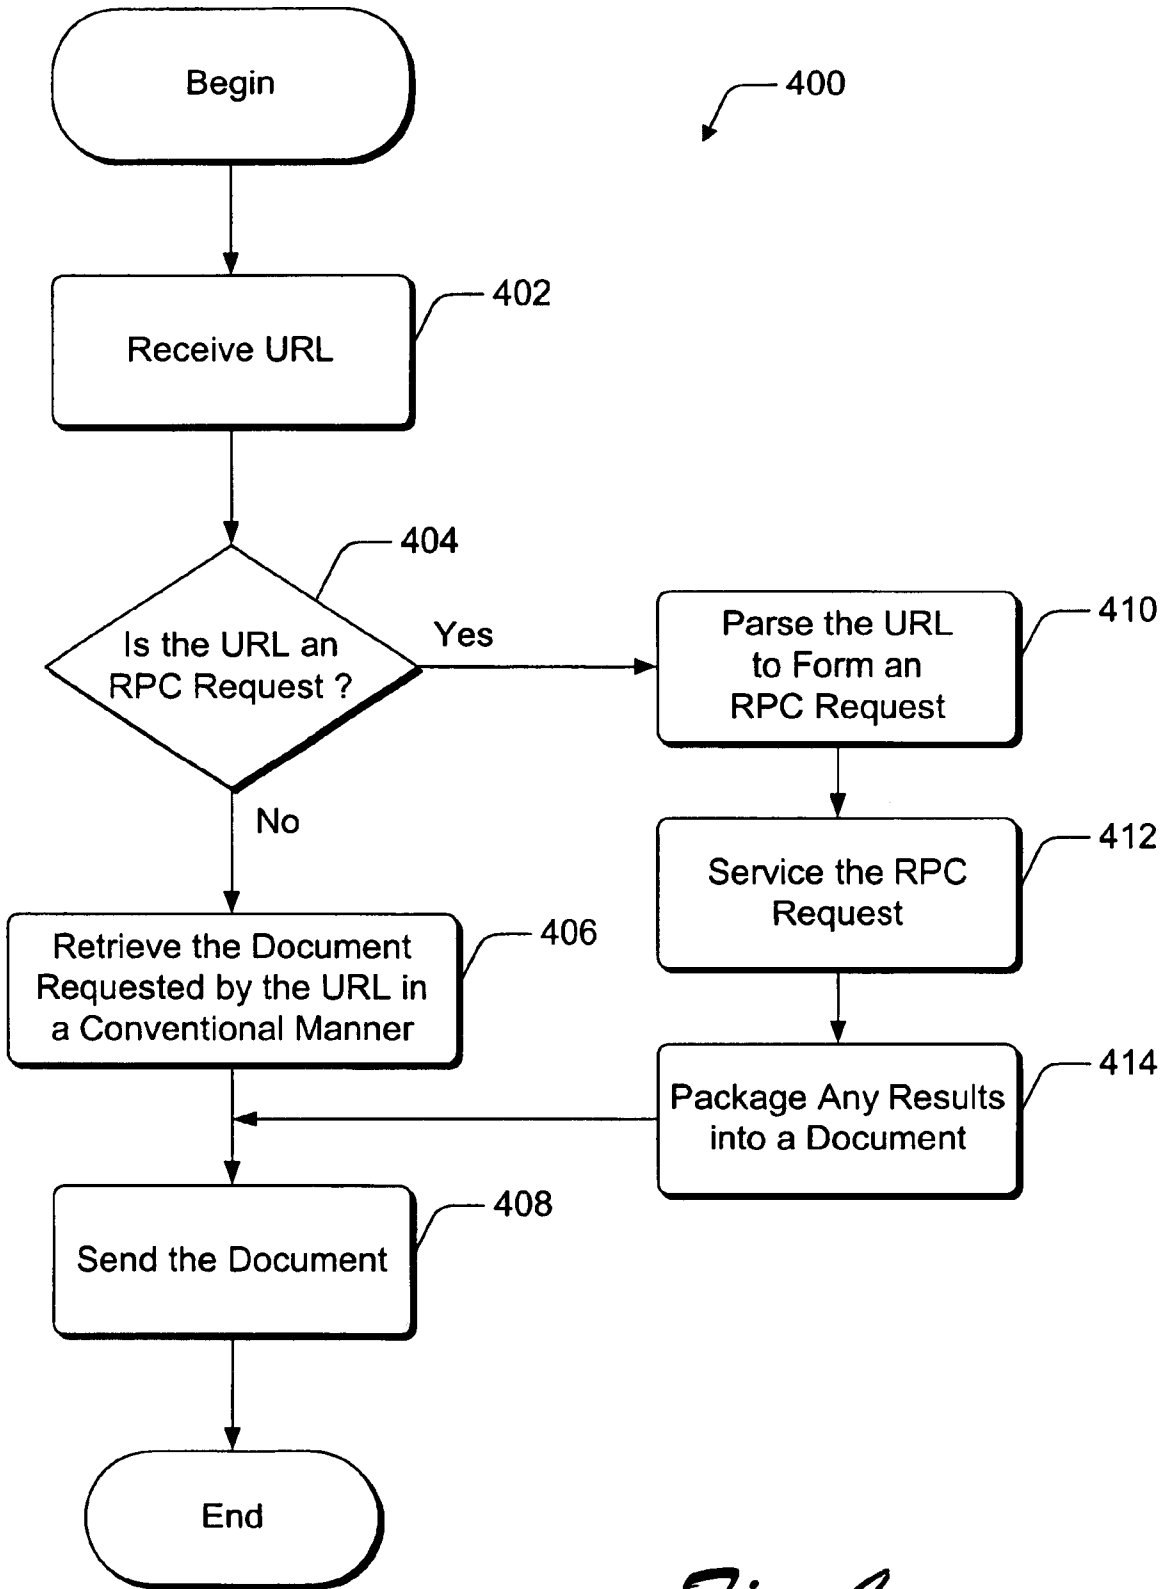 Begin
400
402
Receive URL
404
Is the URL an
RPC Request ?
Yes
No
410
Parse the URL
to Form an
RPC Request
412
Service the RPC
Request
406
Retrieve the Document
Requested by the URL in
a Conventional Manner
414
Package Any Results
into a Document
408
Send the Document
End